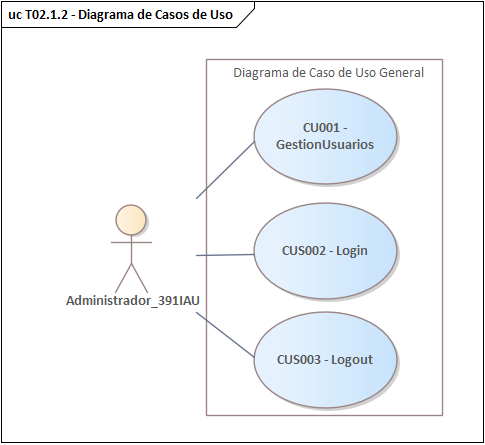 uc T02.1.2 - Diagrama de Casos de Uso
Diagrama de Caso de Uso General
CU001 -
GestionUsuarios
CUS002 - Login
Administrador_391IAU
CUS003 - Logout